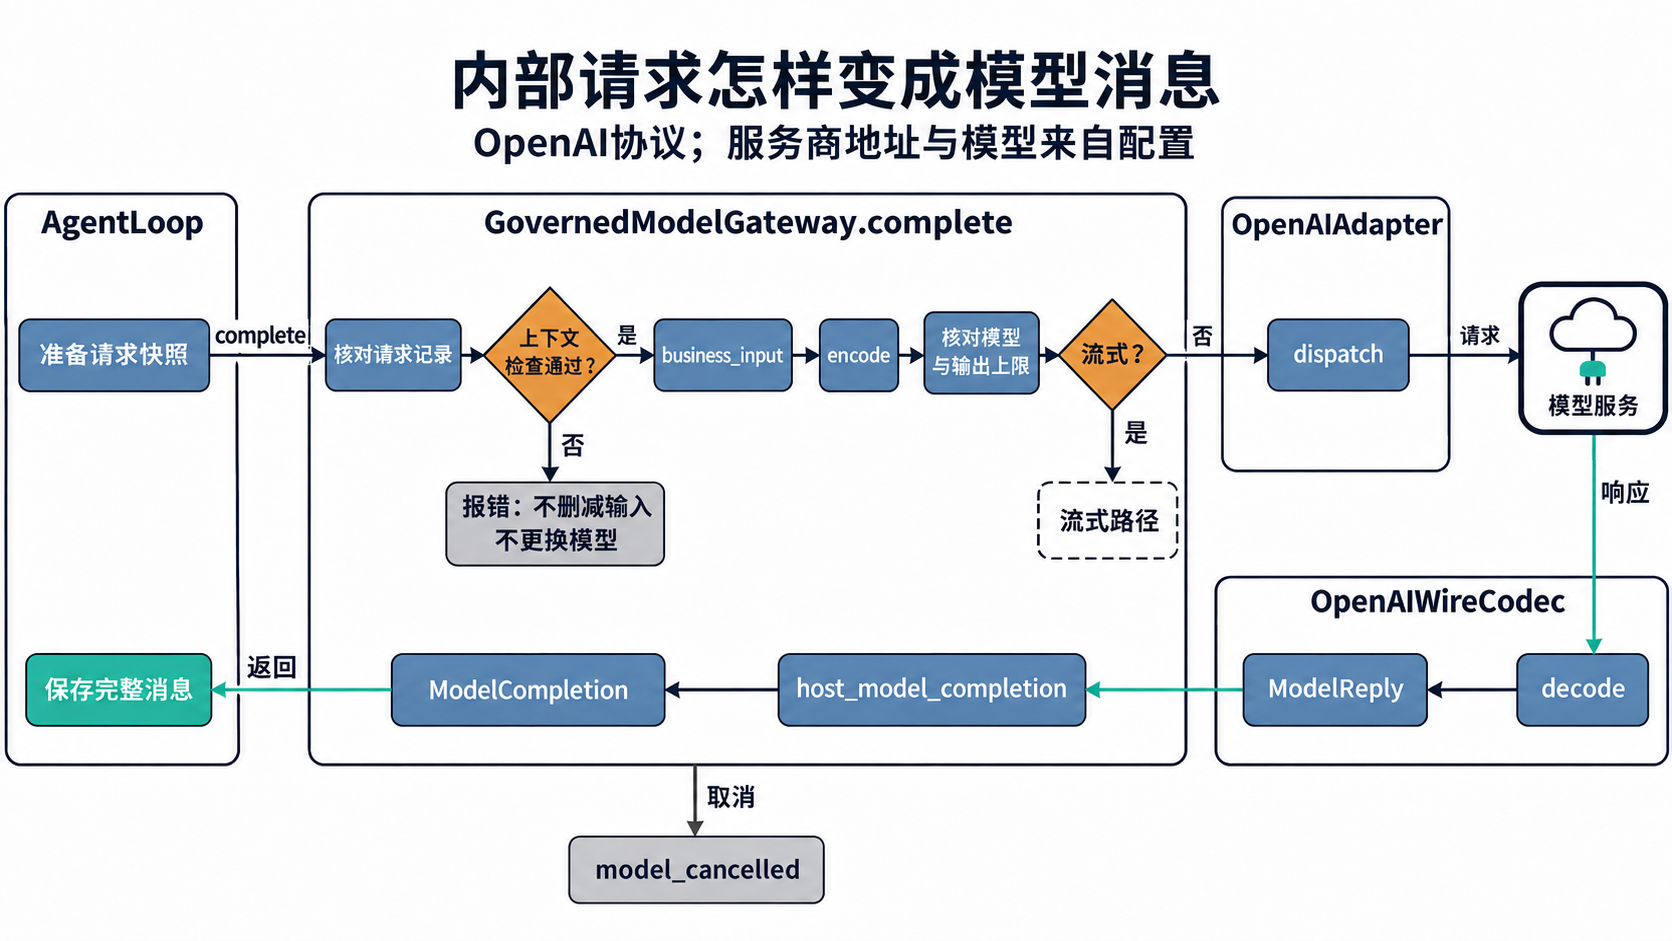 内部请求怎样变成模型消息
OpenAI协议；服务商地址与模型来自配置
AgentLoop
GovernedModelGateway.complete
OpenAIAdapter
准备请求快照
complete
核对请求记录
上下文
检查通过？
是
business_input
encode
核对模型
与输出上限
流式？
否
dispatch
请求
模型服务
否
报错：不删减输入
不更换模型
是
流式路径
响应
OpenAIWireCodec
保存完整消息
返回
ModelCompletion
host_model_completion
ModelReply
decode
取消
model_cancelled